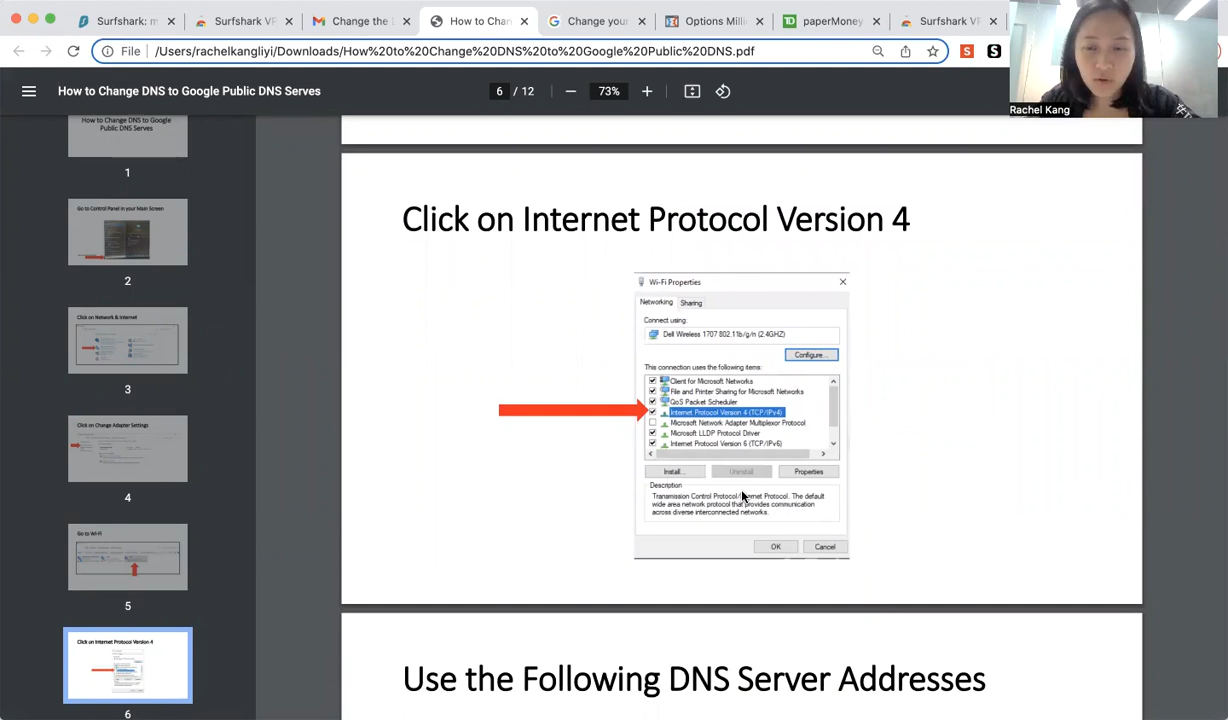 Surfshark: m
Surfshark VP
Change the D
How to Chan
Change your
Options Milli
paperMoney
Surfshark VP
File
/Users/rachelkangliyi/Downloads/How%20to%20Change%20DNS%20to%20Google%20Public%20DNS.pdf
How to Change DNS to Google Public DNS Serves
6 / 12
73%
Rachel Kang
How to Change DNS to Google
Public DNS Serves
1
Go to Control Panel in your Main Screen
2
Click on Network & Internet
3
Click on Change Adapter Settings
4
Go to Wi-Fi
5
Click on Internet Protocol Version 4
6
Click on Internet Protocol Version 4
Wi-Fi Properties
Networking Sharing
Connect using:
Dell Wireless 1707 802.11b/g/n (2.4GHZ)
Configure...
This connection uses the following items:
Client for Microsoft Networks
File and Printer Sharing for Microsoft Networks
QoS Packet Scheduler
Internet Protocol Version 4 (TCP/IPv4)
Microsoft Network Adapter Multiplexor Protocol
Microsoft LLDP Protocol Driver
Internet Protocol Version 6 (TCP/IPv6)
Install... Uninstall Properties
Description
Transmission Control Protocol/Internet Protocol. The default
wide area network protocol that provides communication
across diverse interconnected networks.
OK Cancel
Use the Following DNS Server Addresses